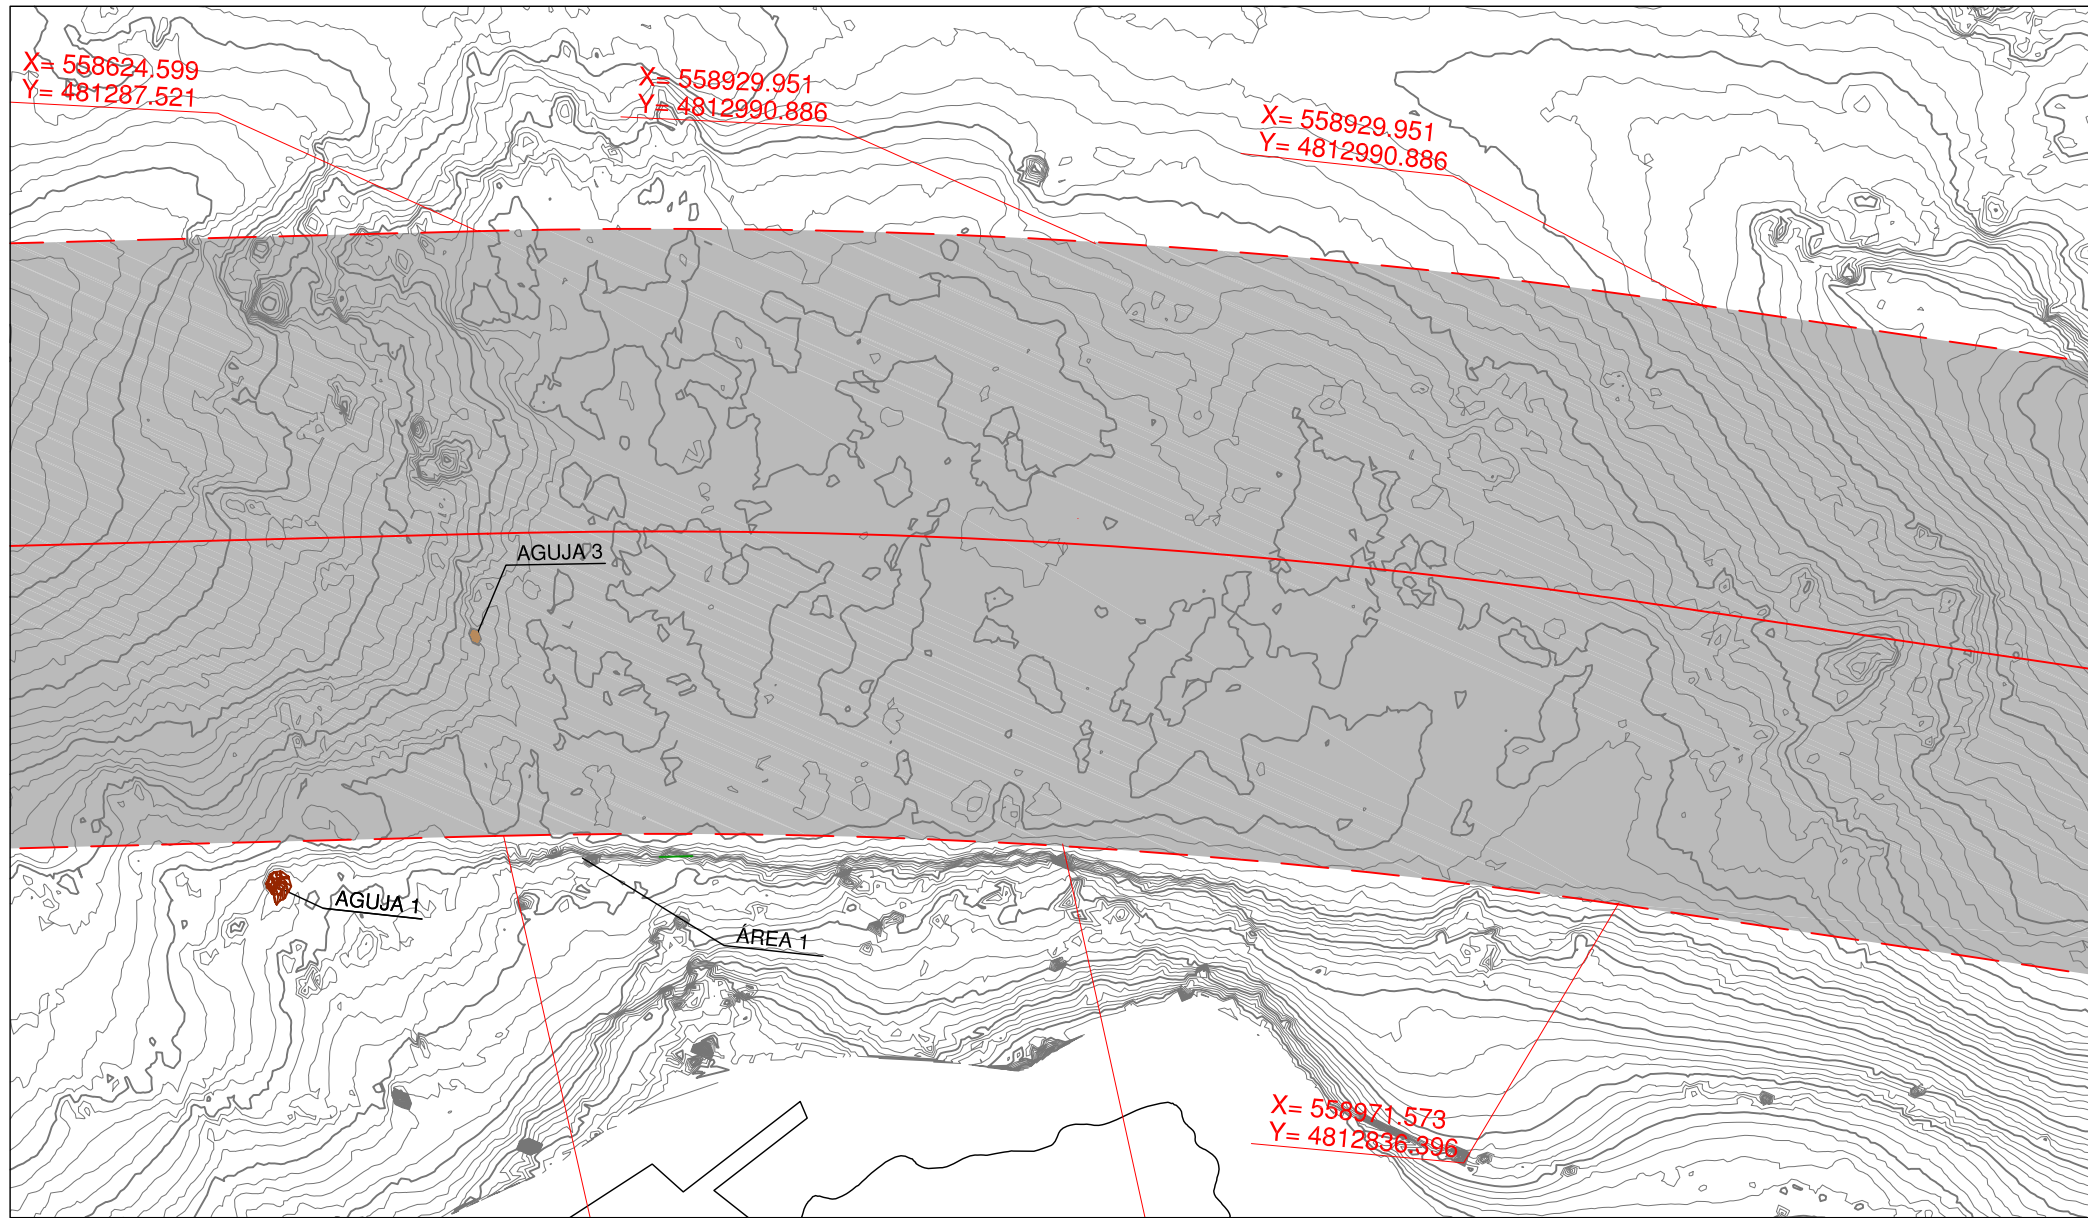 X= 558624.599
Y= 481287.521
X= 558929.951
Y= 4812990.886
X= 558929.951
Y= 4812990.886
AGUJA 3
AGUJA 1
ÁREA 1
X= 558971.573
Y= 4812836.396